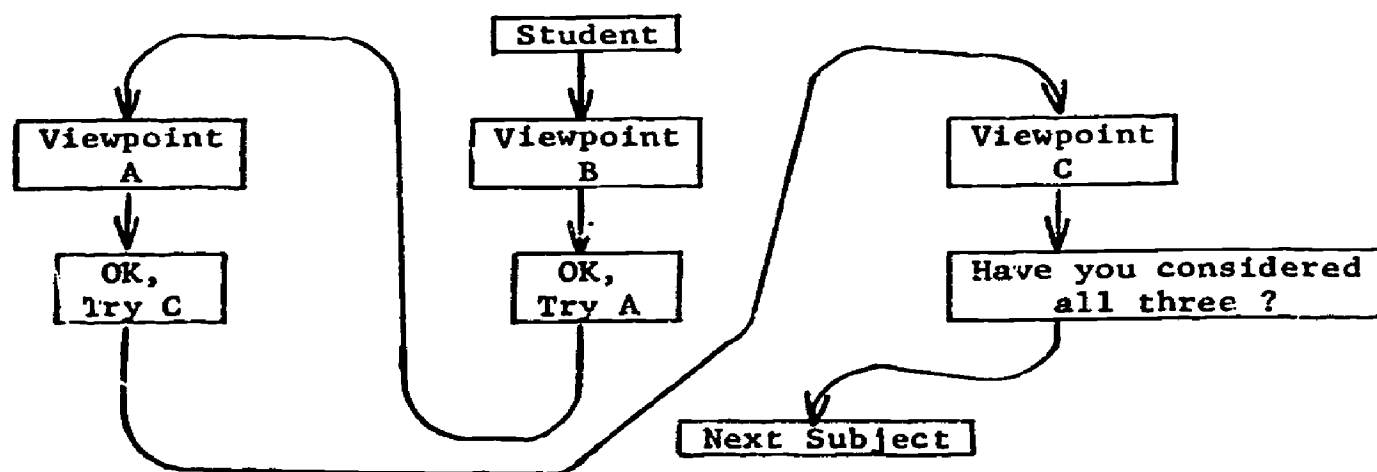 Student
Viewpoint
A
Viewpoint
B
Viewpoint
C
OK,
Try C
OK,
Try A
Have you considered
all three ?
Next Subject